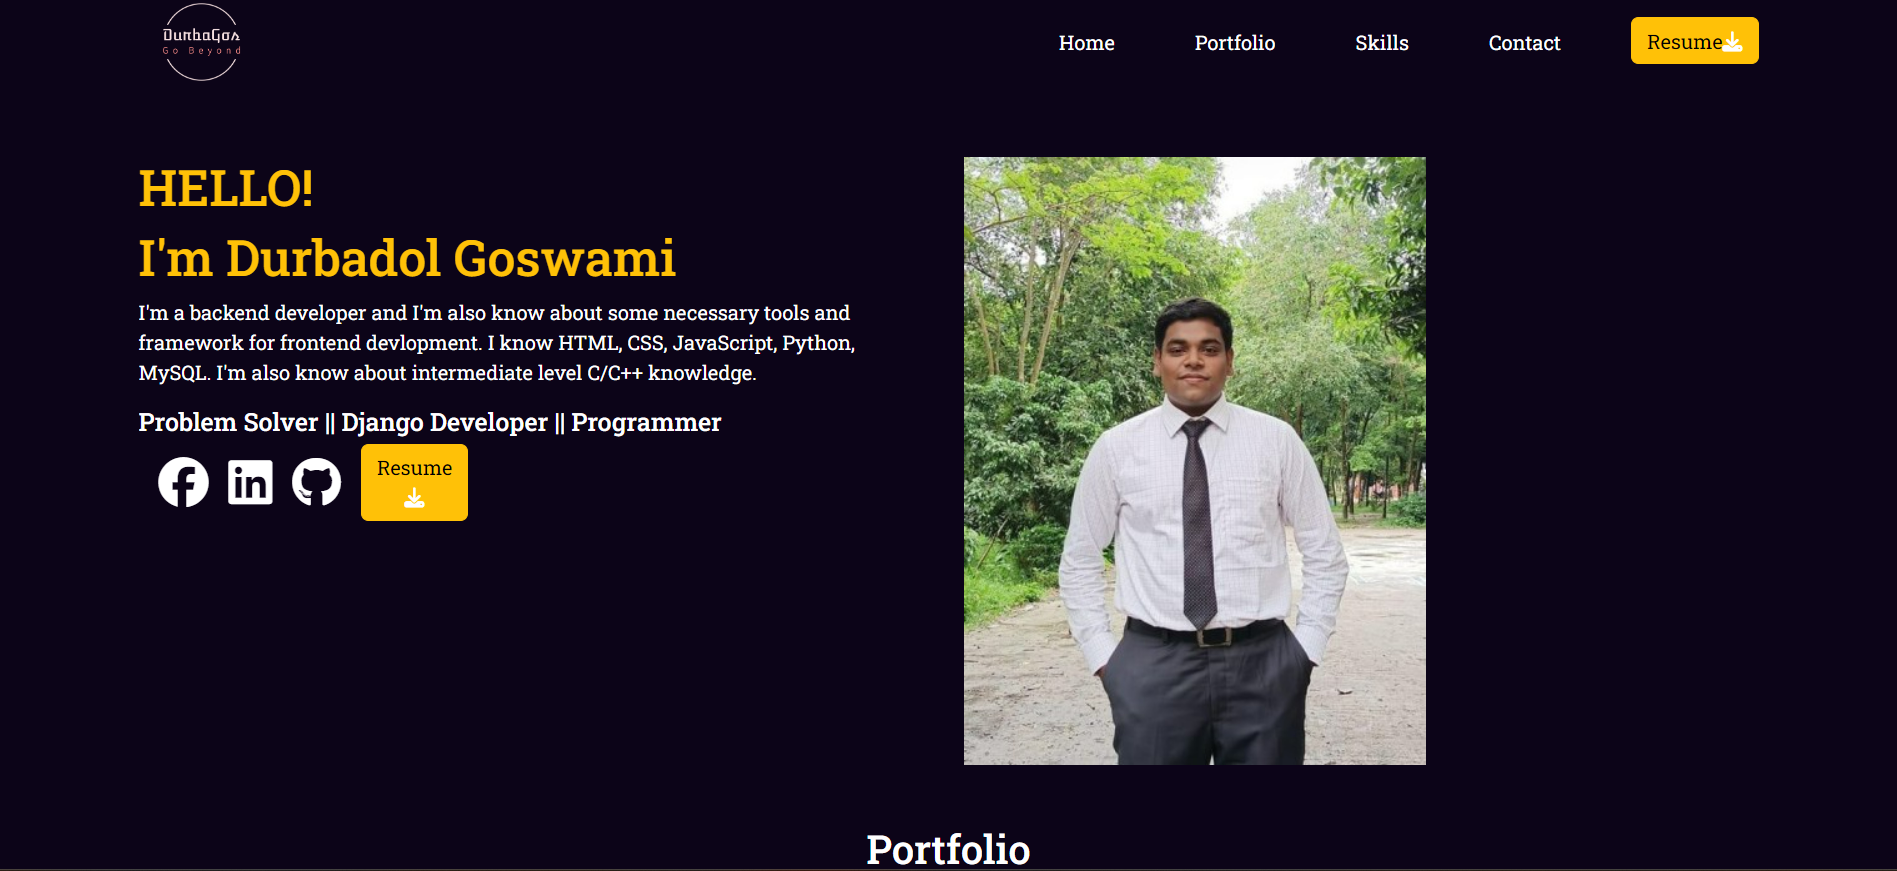 DurbaGos
Go Beyond
Home
Portfolio
Skills
Contact
Resume
HELLO!
I'm Durbadol Goswami
I'm a backend developer and I'm also know about some necessary tools and
framework for frontend devlopment. I know HTML, CSS, JavaScript, Python,
MySQL. I'm also know about intermediate level C/C++ knowledge.
Problem Solver || Django Developer || Programmer
in
Resume
Portfolio